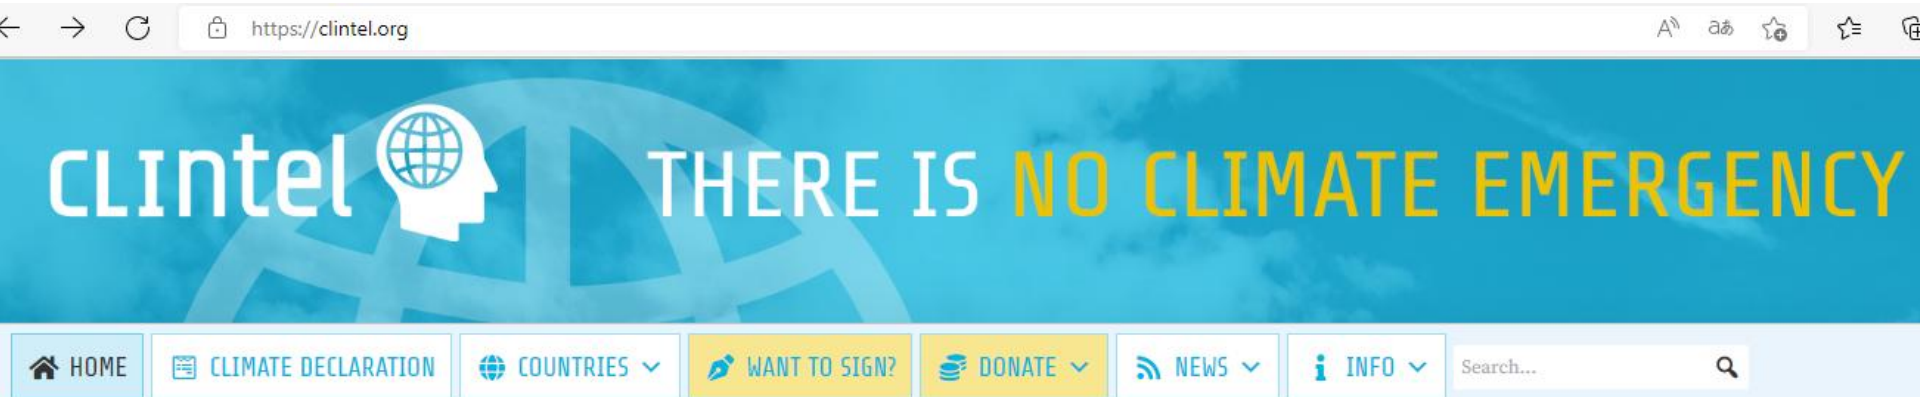 https://clintel.org
CLIntel THERE IS NO CLIMATE EMERGENCY
HOME CLIMATE DECLARATION COUNTRIES WANT TO SIGN? DONATE NEWS INFO Search...